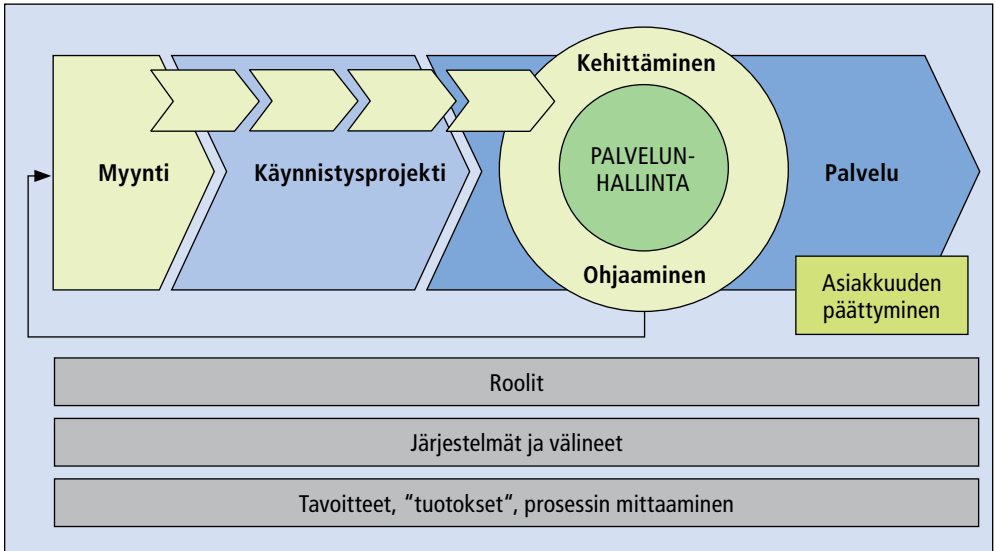 Kehittäminen
Myynti
Käynnistysprojekti
PALVELUN-
HALLINTA
Palvelu
Ohjaaminen
Asiakkuuden
päättyminen
Roolit
Järjestelmät ja välineet
Tavoitteet, “tuotokset“, prosessin mittaaminen